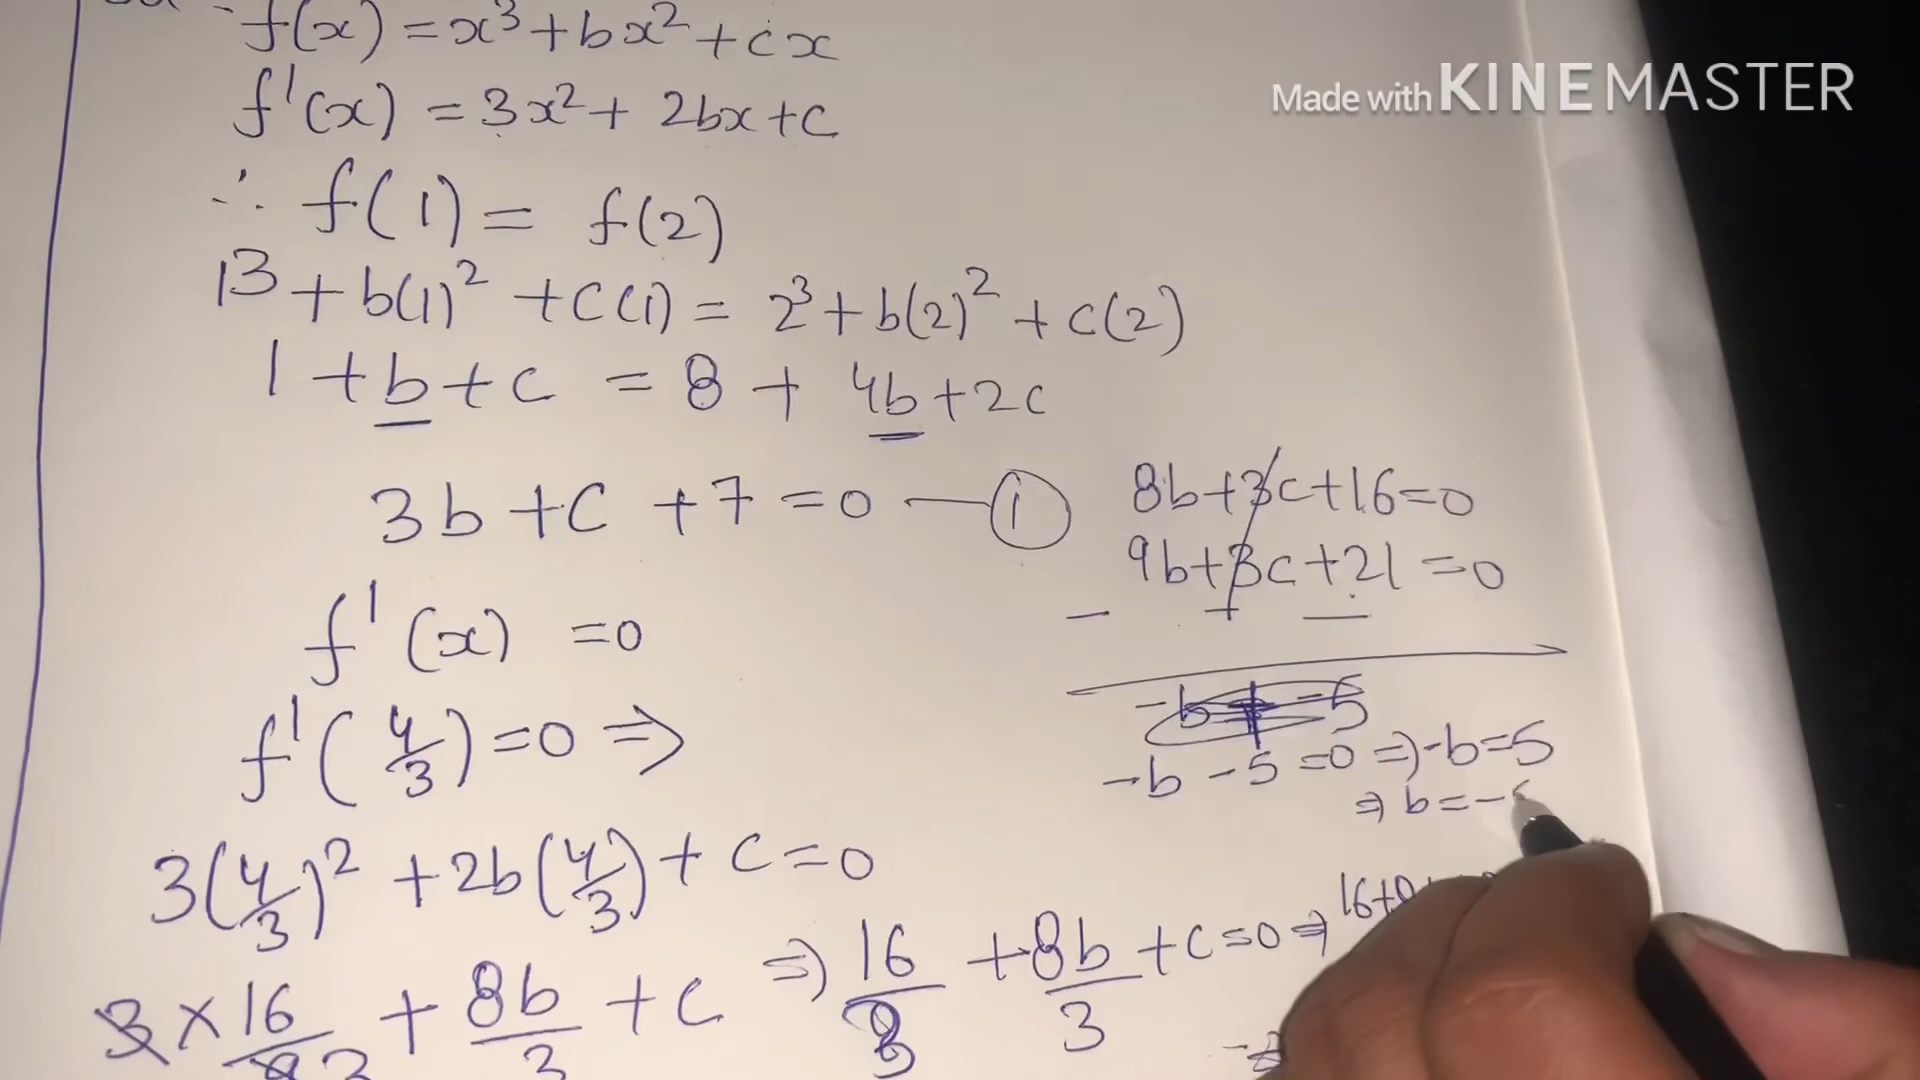 f(x) = x³ + bx² + cx
f'(x) = 3x² + 2bx + c
∴ f(1) = f(2)
1³ + b(1)² + c(1) = 2³ + b(2)² + c(2)
1 + b + c = 8 + 4b + 2c
3b + c + 7 = 0 — ①
f'(x) = 0
f'(4/3) = 0 ⇒
3(4/3)² + 2b(4/3) + c = 0
3 × 16/ + 8b/3 + c ⇒ 16/3 + 8b/3 + c = 0 ⇒
8b + 3c + 16 = 0
9b + 3c + 21 = 0
− − −
-b - 5 = 0 ⇒ -b = 5
⇒ b = -
Made with KINEMASTER